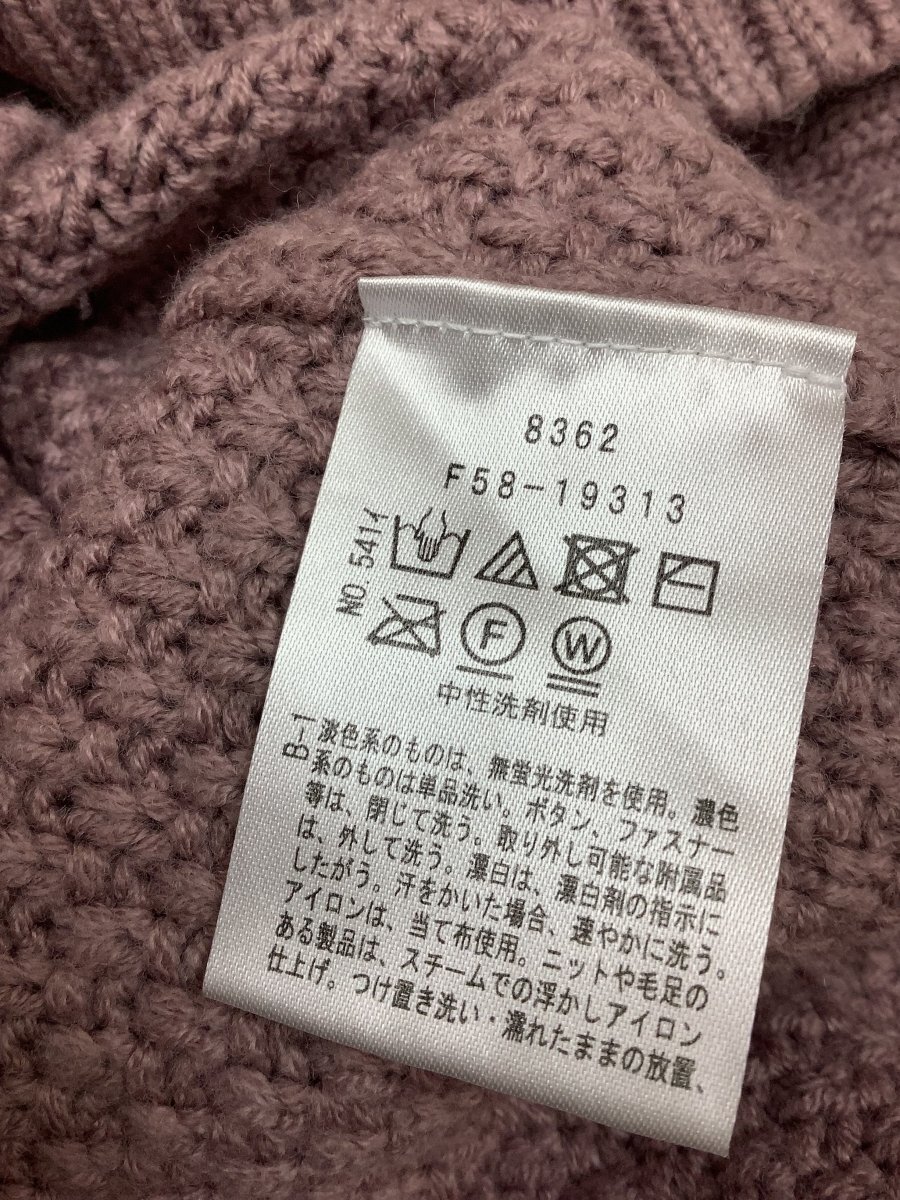 8362
F58-19313
NO. 541イ
F
W
中性洗剤使用
B-1
淡色系のものは、無蛍光洗剤を使用。濃色
系のものは単品洗い。ボタン、ファスナー
等は、閉じて洗う。取り外し可能な附属品
は、外して洗う。漂白は、漂白剤の指示に
したがう。汗をかいた場合、速やかに洗う。
アイロンは、当て布使用。ニットや毛足の
ある製品は、スチームでの浮かしアイロン
仕上げ。つけ置き洗い・濡れたままの放置、